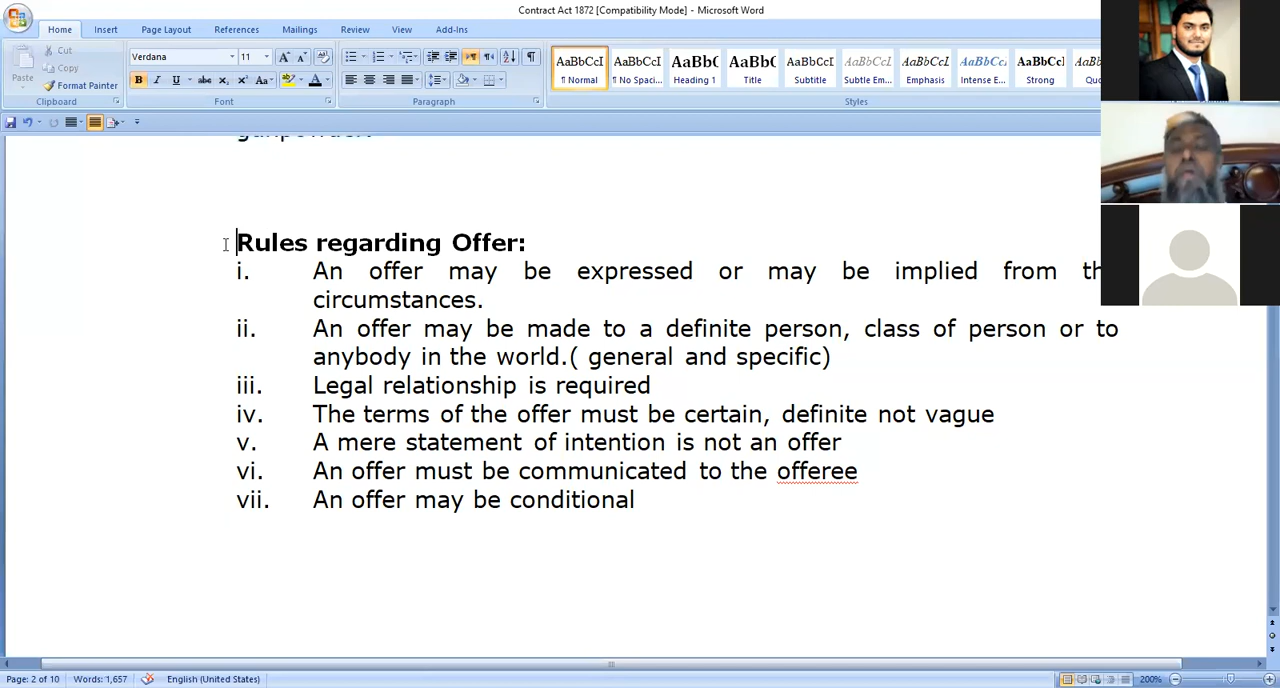 Contract Act 1872 [Compatibility Mode] - Microsoft Word
Home Insert Page Layout References Mailings Review View Add-Ins
Cut
Copy
Paste
Format Painter
Verdana 11
B I U abc x₂ x² Aa
AaBbCcI AaBbCcI AaBb( AaBb( AaBbCcI AaBbCcI AaBbCcI AaBbCcI AaBbCcI
¶ Normal ¶ No Spaci... Heading 1 Title Subtitle Subtle Em... Emphasis Intense E... Strong Quo
Clipboard Font Paragraph Styles
Rules regarding Offer:
i. An offer may be expressed or may be implied from th
circumstances.
ii. An offer may be made to a definite person, class of person or to
anybody in the world.( general and specific)
iii. Legal relationship is required
iv. The terms of the offer must be certain, definite not vague
v. A mere statement of intention is not an offer
vi. An offer must be communicated to the offeree
vii. An offer may be conditional
Page: 2 of 10 Words: 1,657 English (United States) 200%